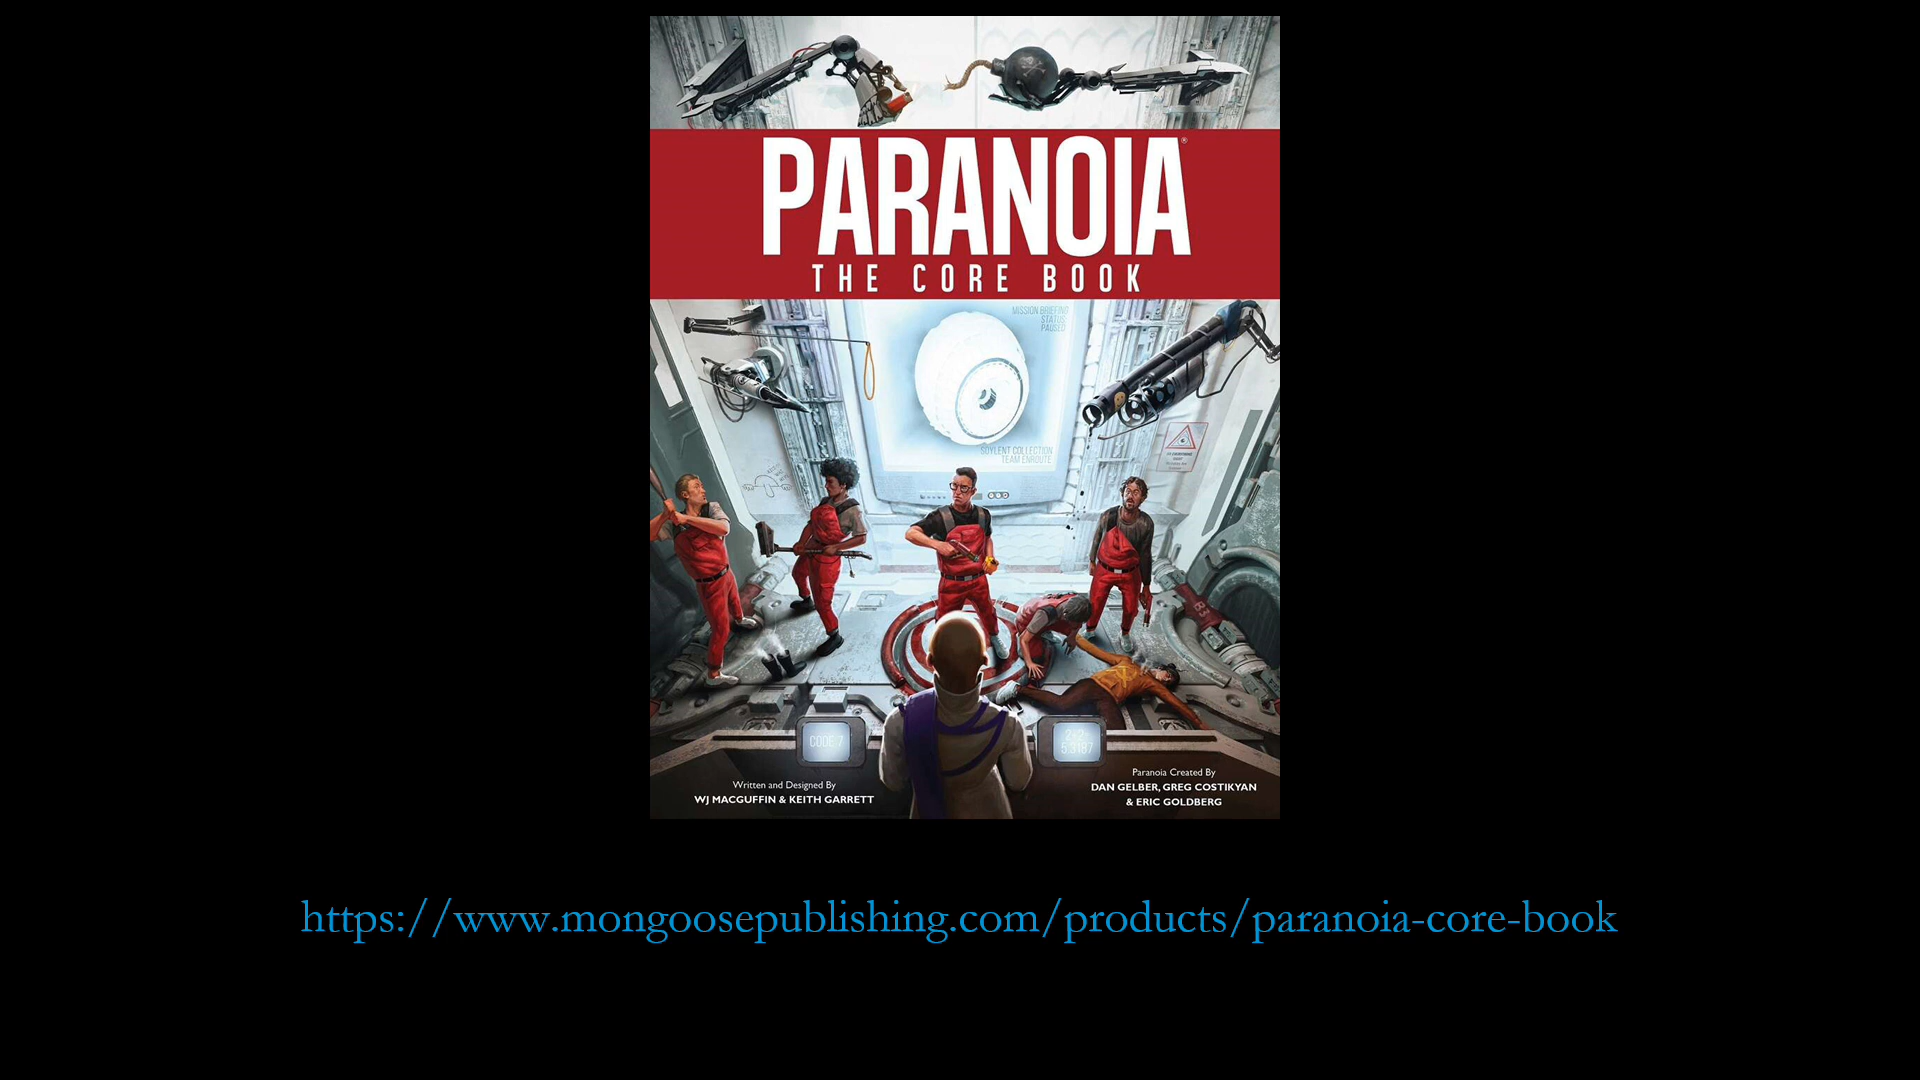 PARANOIA®
THE CORE BOOK
MISSION BRIEFING
STATUS:
PAUSED
SOYLENT COLLECTION
TEAM ENROUTE
83
CODE 7
Written and Designed By
WJ MACGUFFIN & KEITH GARRETT
Paranoia Created By
DAN GELBER, GREG COSTIKYAN
& ERIC GOLDBERG
https://www.mongoosepublishing.com/products/paranoia-core-book